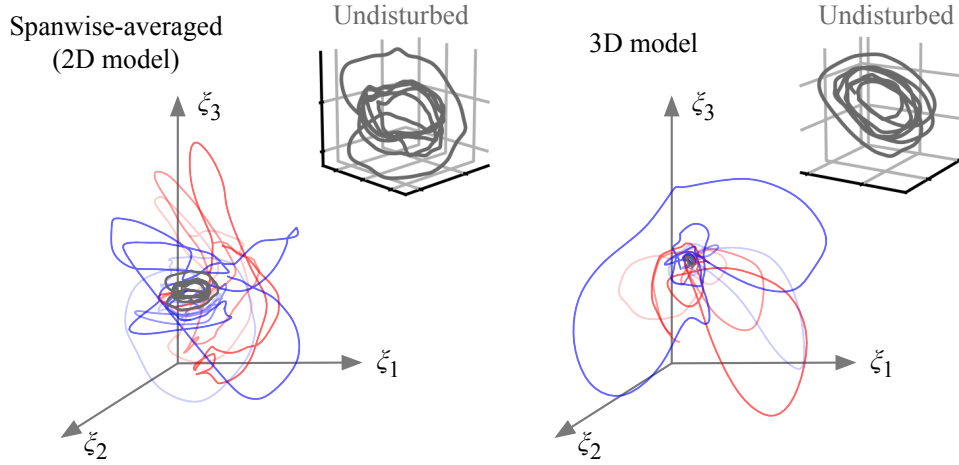 Spanwise-averaged
(2D model)
Undisturbed
ξ3
ξ1
ξ2
3D model
Undisturbed
ξ3
ξ1
ξ2